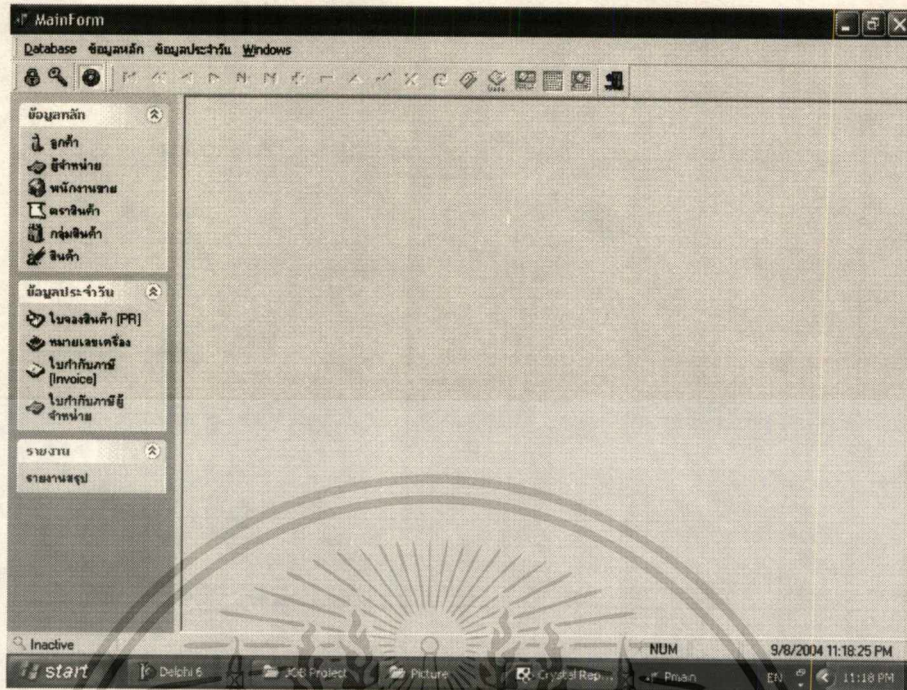 MainForm
Database ข้อมูลหลัก ข้อมูลประจำวัน Windows
ข้อมูลหลัก
ลูกค้า
ผู้จำหน่าย
พนักงานขาย
ตราสินค้า
กลุ่มสินค้า
สินค้า
ข้อมูลประจำวัน
ใบจองสินค้า [PR]
หมายเลขเครื่อง
ใบกำกับภาษี
[Invoice]
ใบกำกับภาษีผู้
จำหน่าย
รายงาน
รายงานสรุป
Inactive NUM 9/8/2004 11:18:25 PM
start Delphi 6 JOB Project Picture Crystal Rep... Pmain EN 11:18 PM